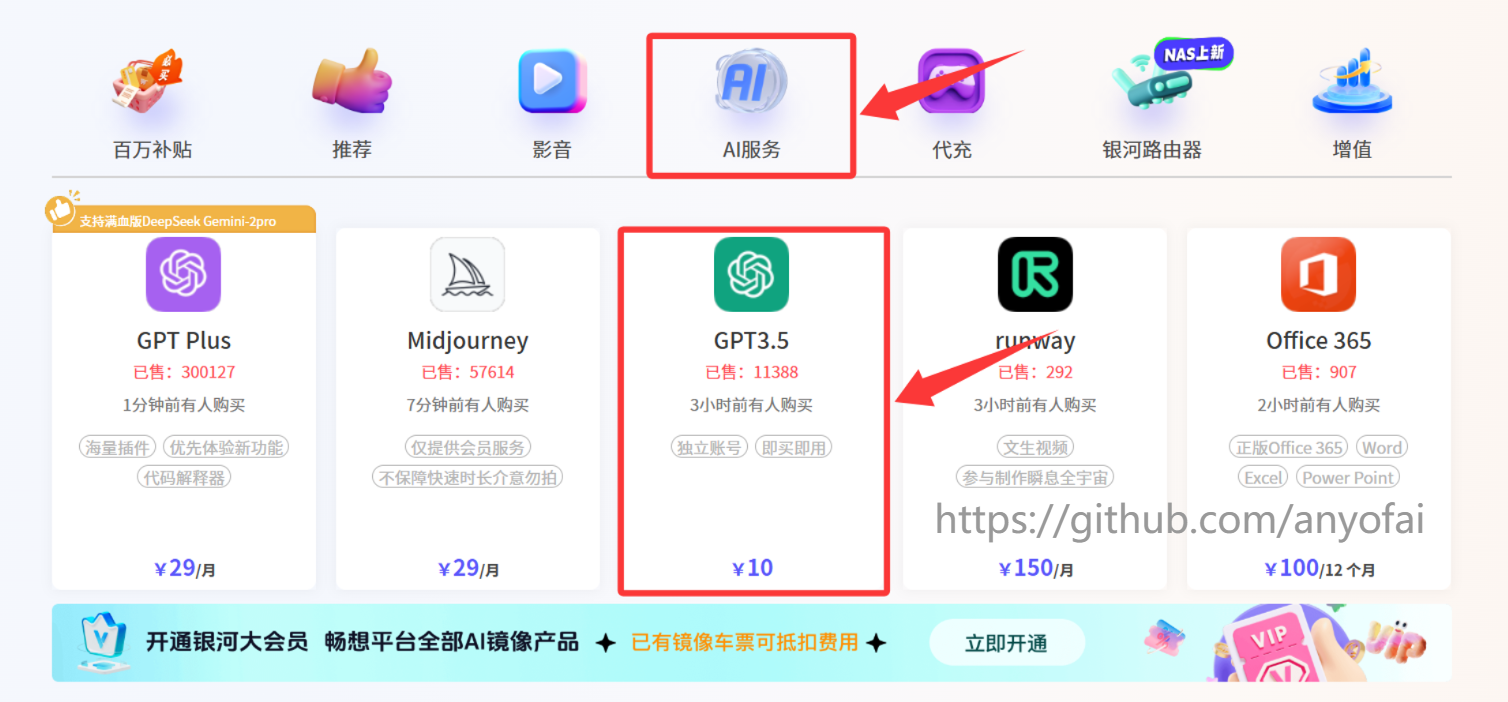 必买
NAS上新
AI
百万补贴
推荐
影音
AI服务
代充
银河路由器
增值
支持满血版DeepSeek Gemini-2pro
GPT Plus
已售：300127
1分钟前有人购买
海量插件
优先体验新功能
代码解释器
¥29/月
Midjourney
已售：57614
7分钟前有人购买
仅提供会员服务
不保障快速时长介意勿拍
¥29/月
GPT3.5
已售：11388
3小时前有人购买
独立账号
即买即用
¥10
runway
已售：292
3小时前有人购买
文生视频
参与制作瞬息全宇宙
¥150/月
Office 365
已售：907
2小时前有人购买
正版Office 365
Word
Excel
Power Point
¥100/12 个月
https://github.com/anyofai
开通银河大会员 畅想平台全部AI镜像产品
已有镜像车票可抵扣费用
立即开通
VIP
vip